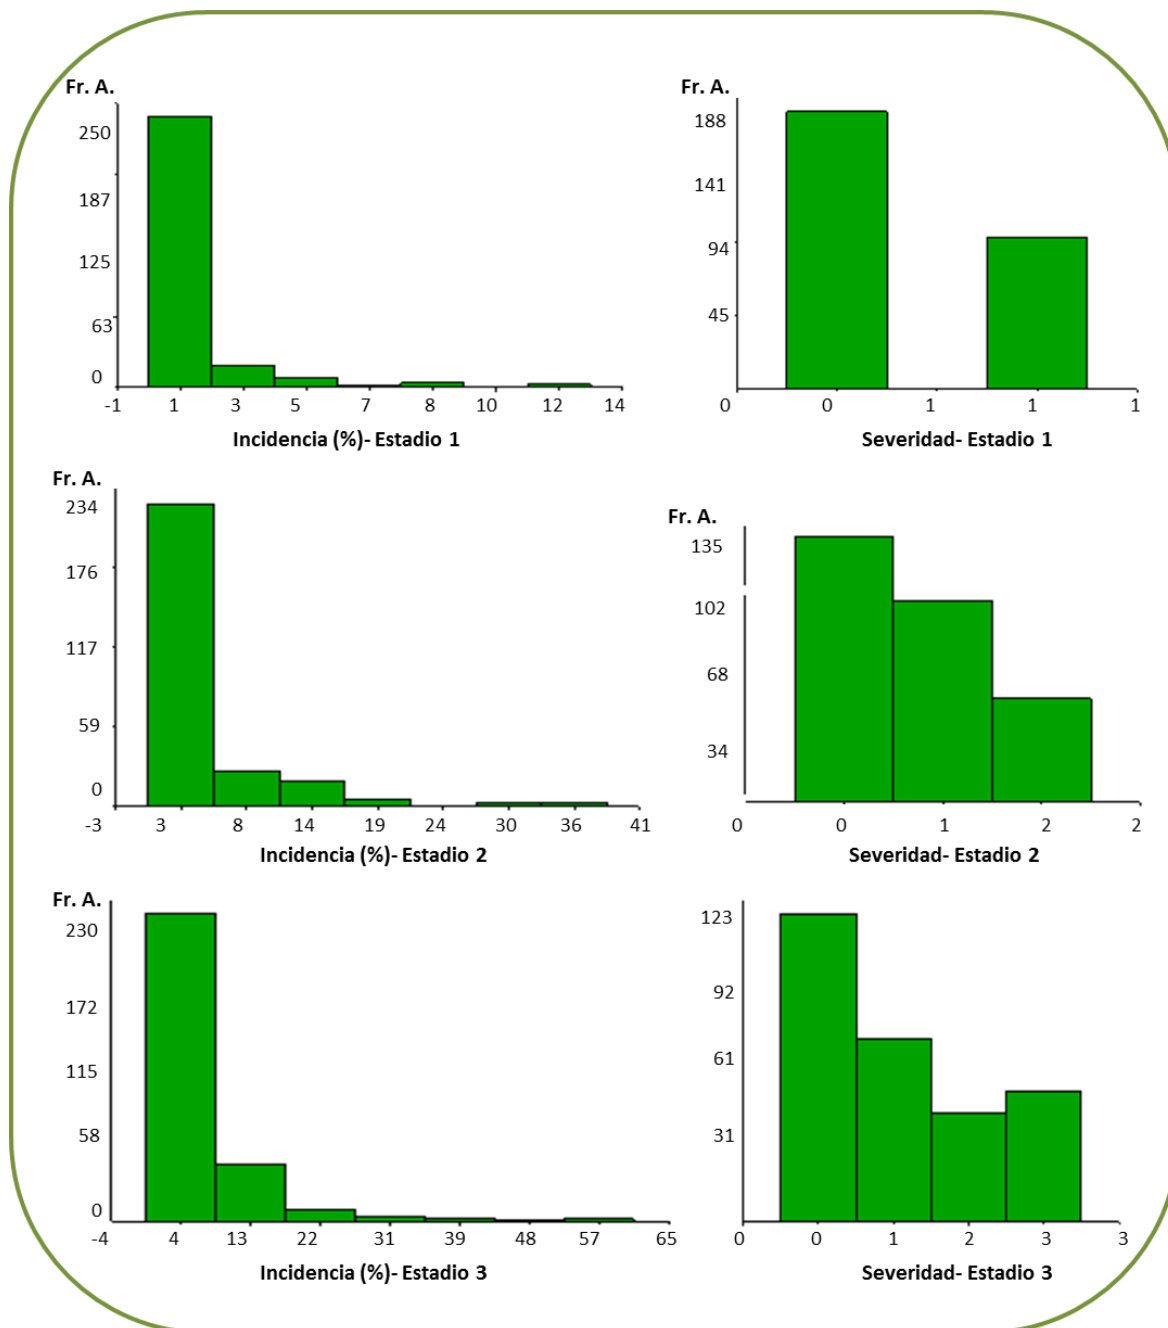 Fr. A.
250
187
125
63
0
-1 1 3 5 7 8 10 12 14
Incidencia (%)- Estadio 1
Fr. A.
188
141
94
45
0 0 1 1 1
Severidad- Estadio 1
Fr. A.
234
176
117
59
0
-3 3 8 14 19 24 30 36 41
Incidencia (%)- Estadio 2
Fr. A.
135
102
68
34
0 0 1 2 2
Severidad- Estadio 2
Fr. A.
230
172
115
58
0
-4 4 13 22 31 39 48 57 65
Incidencia (%)- Estadio 3
123
92
61
31
0 0 1 2 3 3
Severidad- Estadio 3